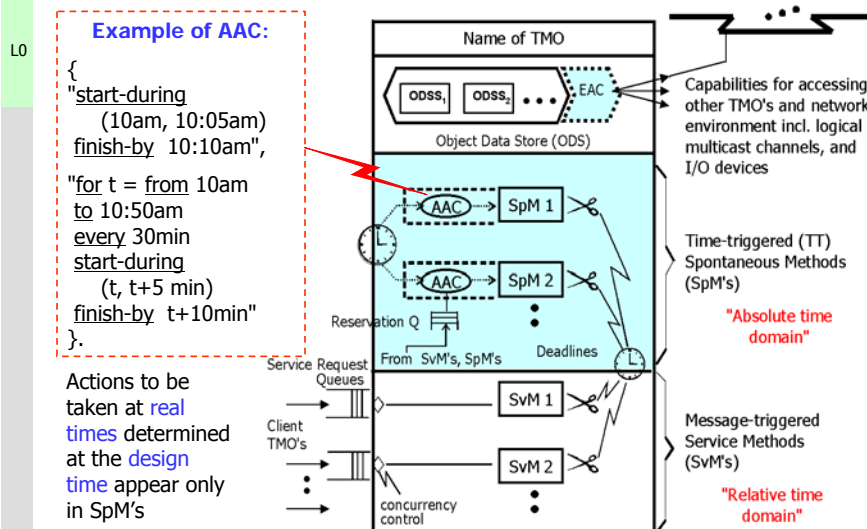 L0
Example of AAC:
{
"start-during
(10am, 10:05am)
finish-by 10:10am",
"for t = from 10am
to 10:50am
every 30min
start-during
(t, t+5 min)
finish-by t+10min"
}.
Actions to be
taken at real
times determined
at the design
time appear only
in SpM's
Name of TMO
ODSS1
ODSS2
EAC
Object Data Store (ODS)
Capabilities for accessing
other TMO's and network
environment incl. logical
multicast channels, and
I/O devices
AAC
SpM 1
AAC
SpM 2
Reservation Q
From SvM's, SpM's
Deadlines
Time-triggered (TT)
Spontaneous Methods
(SpM's)
"Absolute time
domain"
Service Request
Queues
SvM 1
Client
TMO's
SvM 2
concurrency
control
Message-triggered
Service Methods
(SvM's)
"Relative time
domain"